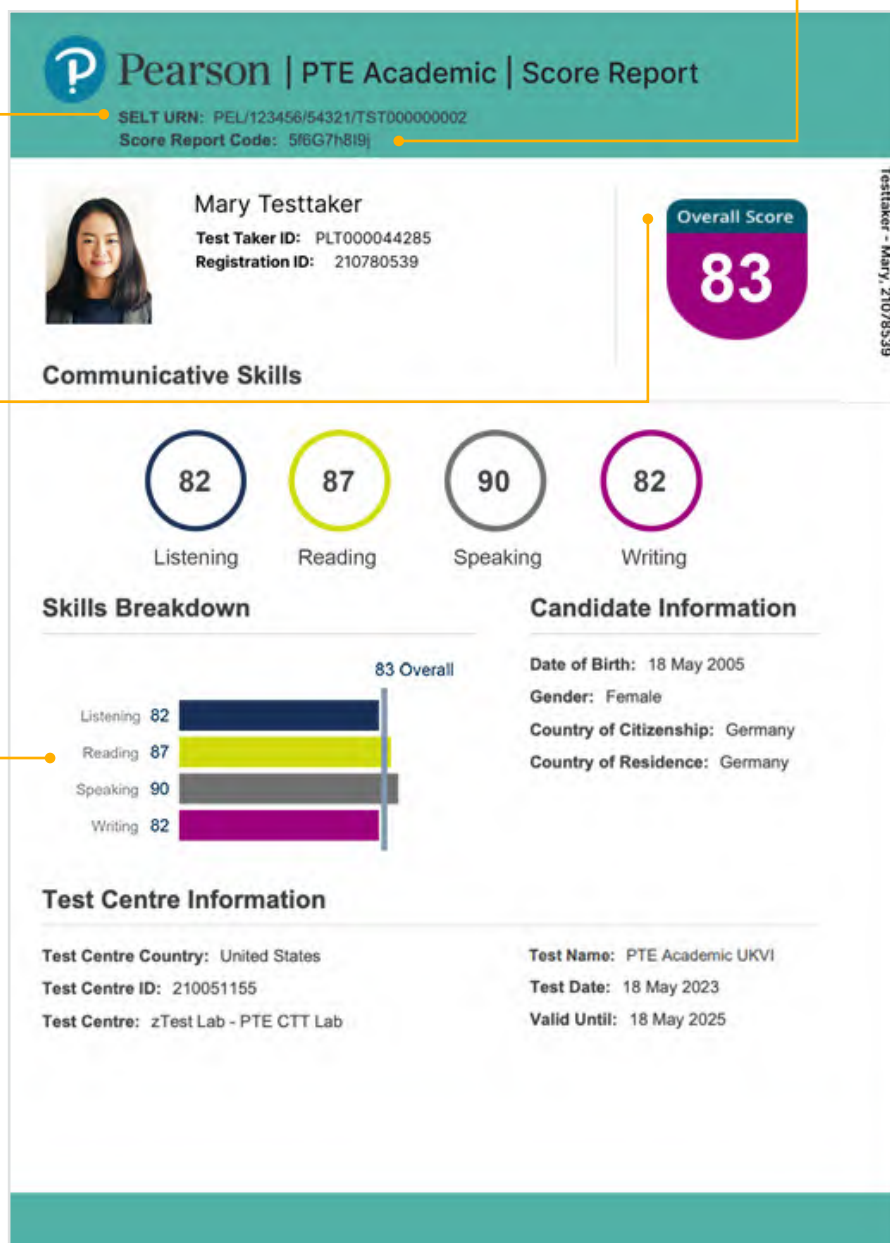 Pearson | PTE Academic | Score Report
SELT URN: PEL/123456/54321/TST000000002
Score Report Code: 5f6G7h8I9j
Mary Testtaker
Test Taker ID: PLT000044285
Registration ID: 210780539
Overall Score
83
Testtaker - Mary, 21078539
Communicative Skills
82 87 90 82
Listening Reading Speaking Writing
Skills Breakdown
83 Overall
Listening 82
Reading 87
Speaking 90
Writing 82
Candidate Information
Date of Birth: 18 May 2005
Gender: Female
Country of Citizenship: Germany
Country of Residence: Germany
Test Centre Information
Test Centre Country: United States
Test Centre ID: 210051155
Test Centre: zTest Lab - PTE CTT Lab
Test Name: PTE Academic UKVI
Test Date: 18 May 2023
Valid Until: 18 May 2025